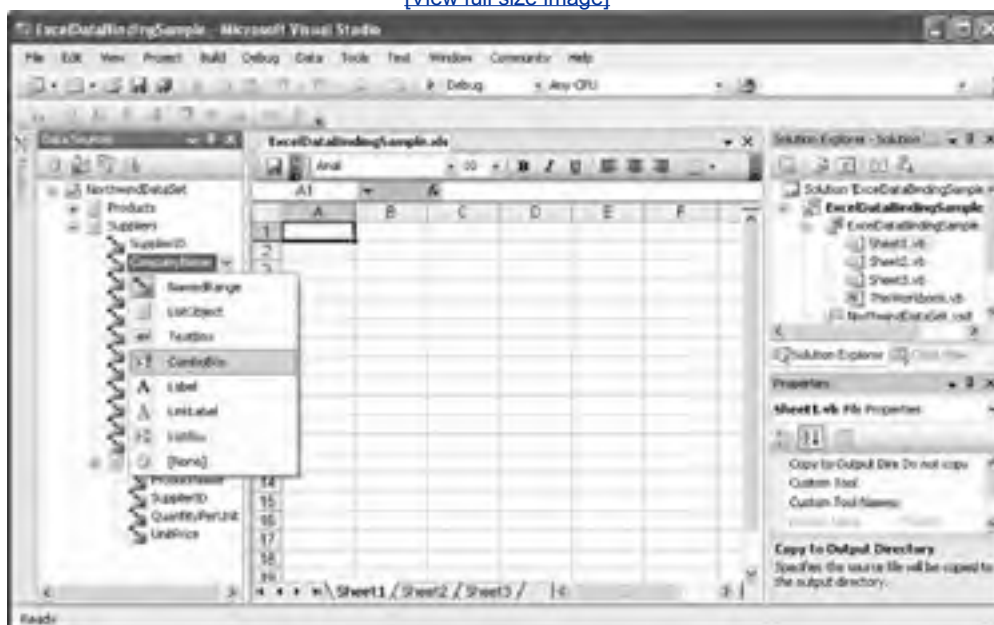 [View full size image]
ExcelDataBindingSample - Microsoft Visual Studio
File Edit View Project Build Debug Data Tools Test Window Community Help
Debug
Any CPU
Data Sources
NorthwindDataSet
Products
Suppliers
SupplierID
CompanyName
NamedRange
ListObject
TextBox
ComboBox
Label
LinkLabel
ListBox
[None]
ProductName
SupplierID
QuantityPerUnit
UnitPrice
ExcelDataBindingSample.xls
Arial
10
B I U
A1
A B C D E F
1
2
14
15
16
17
18
19
Sheet1 / Sheet2 / Sheet3 /
Solution Explorer - Solution '...
Solution 'ExcelDataBindingSample'
ExcelDataBindingSample
ExcelDataBindingSample
Sheet1.vb
Sheet2.vb
Sheet3.vb
ThisWorkbook.vb
NorthwindDataSet.xsd
Solution Explorer
Properties
Sheet1.vb File Properties
Copy to Output Dire Do not copy
Custom Tool
Custom Tool Namesp
Copy to Output Directory
Specifies the source file will be copied to
the output directory.
Ready